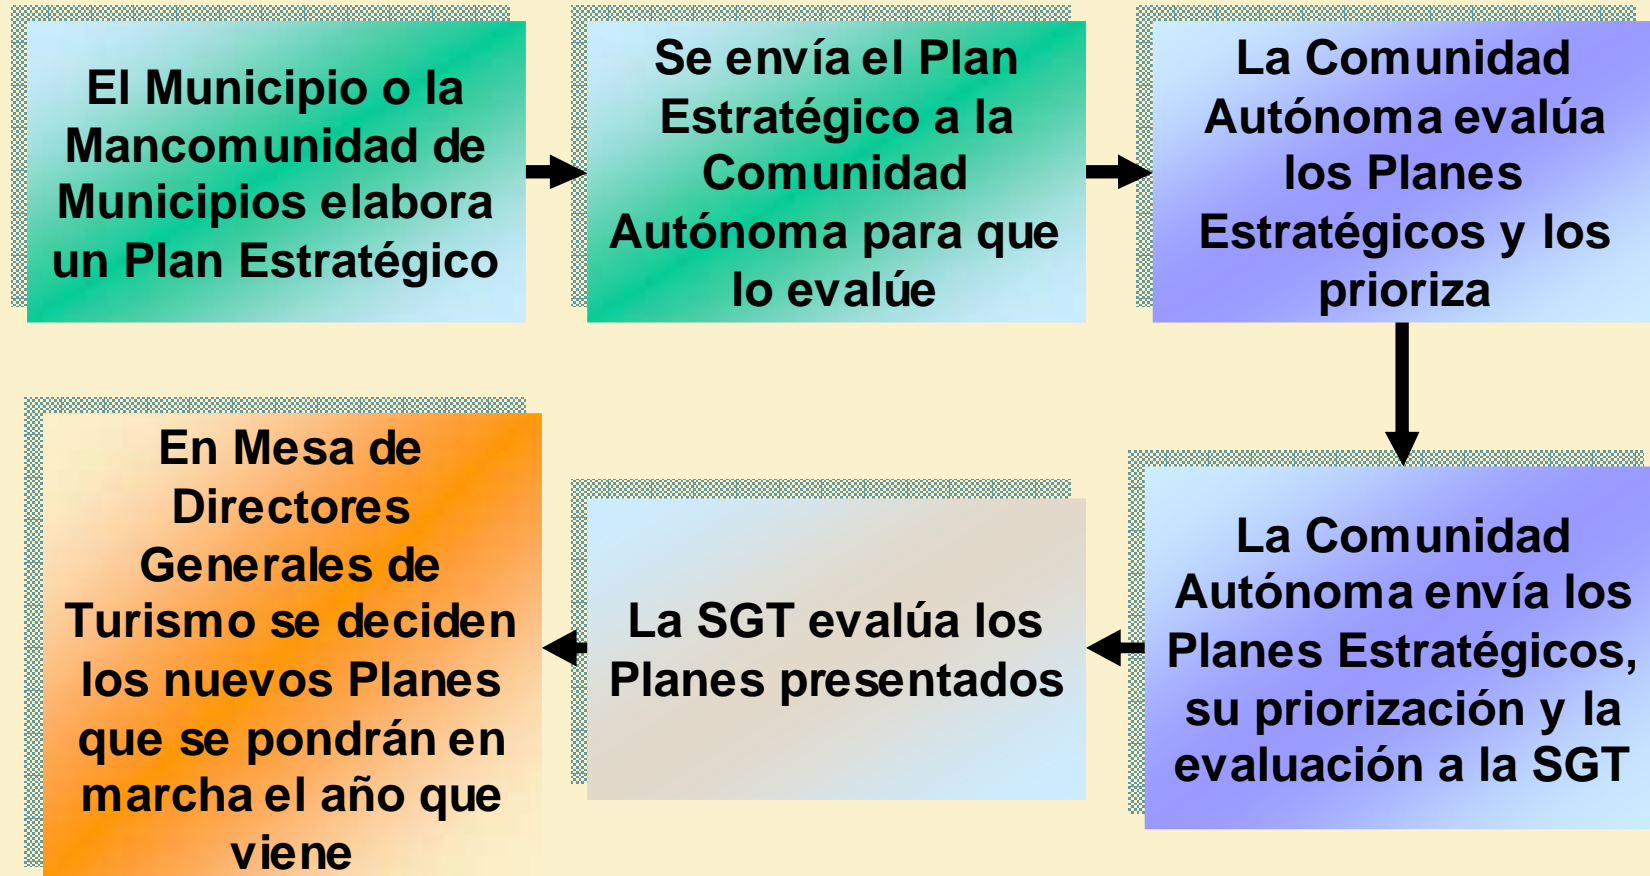 El Municipio o la
Mancomunidad de
Municipios elabora
un Plan Estratégico
Se envía el Plan
Estratégico a la
Comunidad
Autónoma para que
lo evalúe
La Comunidad
Autónoma evalúa
los Planes
Estratégicos y los
prioriza
La Comunidad
Autónoma envía los
Planes Estratégicos,
su priorización y la
evaluación a la SGT
La SGT evalúa los
Planes presentados
En Mesa de
Directores
Generales de
Turismo se deciden
los nuevos Planes
que se pondrán en
marcha el año que
viene